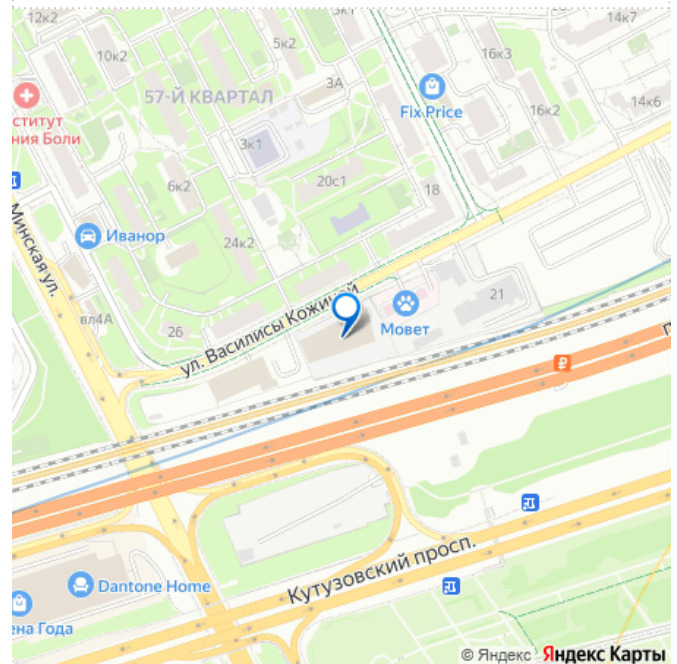 12к2
5к1
14к7
10к2
5к2
16к3
3А
57-Й КВАРТАЛ
ститут
ния Боли
Fix Price
16к2
14к6
3к1
6к2
20с1
18
Минская ул.
Иванор
24к2
вл4А
26
ул. Василисы Кожиной
21
Мовет
П
Dantone Home
Кутузовский просп.
ена Года
© Яндекс Яндекс Карты